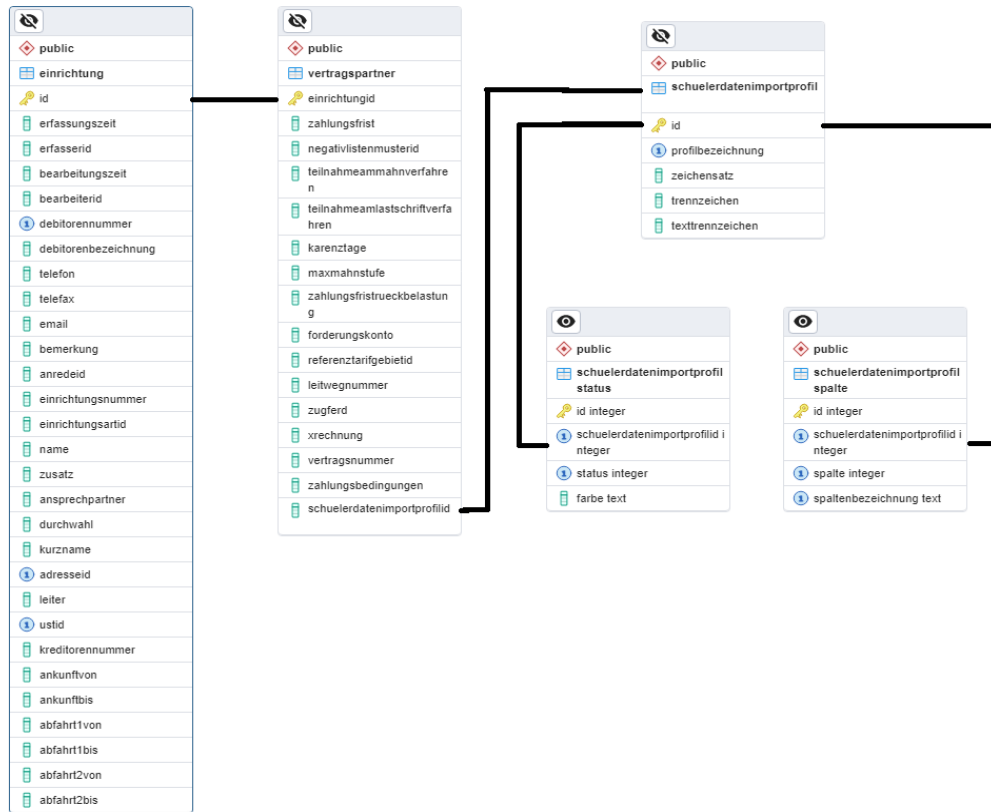 public
einrichtung
id
erfassungszeit
erfasserid
bearbeitungszeit
bearbeiterid
debitorennummer
debitorenbezeichnung
telefon
telefax
email
bemerkung
anredeid
einrichtungsnummer
einrichtungsartid
name
zusatz
ansprechpartner
durchwahl
kurzname
adresseid
leiter
ustid
kreditorennummer
ankunftvon
ankunftbis
abfahrt1von
abfahrt1bis
abfahrt2von
abfahrt2bis
public
vertragspartner
einrichtungid
zahlungsfrist
negativlistenmusterid
teilnahmeammahnverfahre
n
teilnahmeamlastschriftverfa
hren
karenztage
maxmahnstufe
zahlungsfristrueckbelastun
g
forderungskonto
referenztarifgebietid
leitwegnummer
zugferd
xrechnung
vertragsnummer
zahlungsbedingungen
schuelerdatenimportprofilid
public
schuelerdatenimportprofil
id
profilbezeichnung
zeichensatz
trennzeichen
texttrennzeichen
public
schuelerdatenimportprofil
status
id integer
schuelerdatenimportprofilid i
nteger
status integer
farbe text
public
schuelerdatenimportprofil
spalte
id integer
schuelerdatenimportprofilid i
nteger
spalte integer
spaltenbezeichnung text